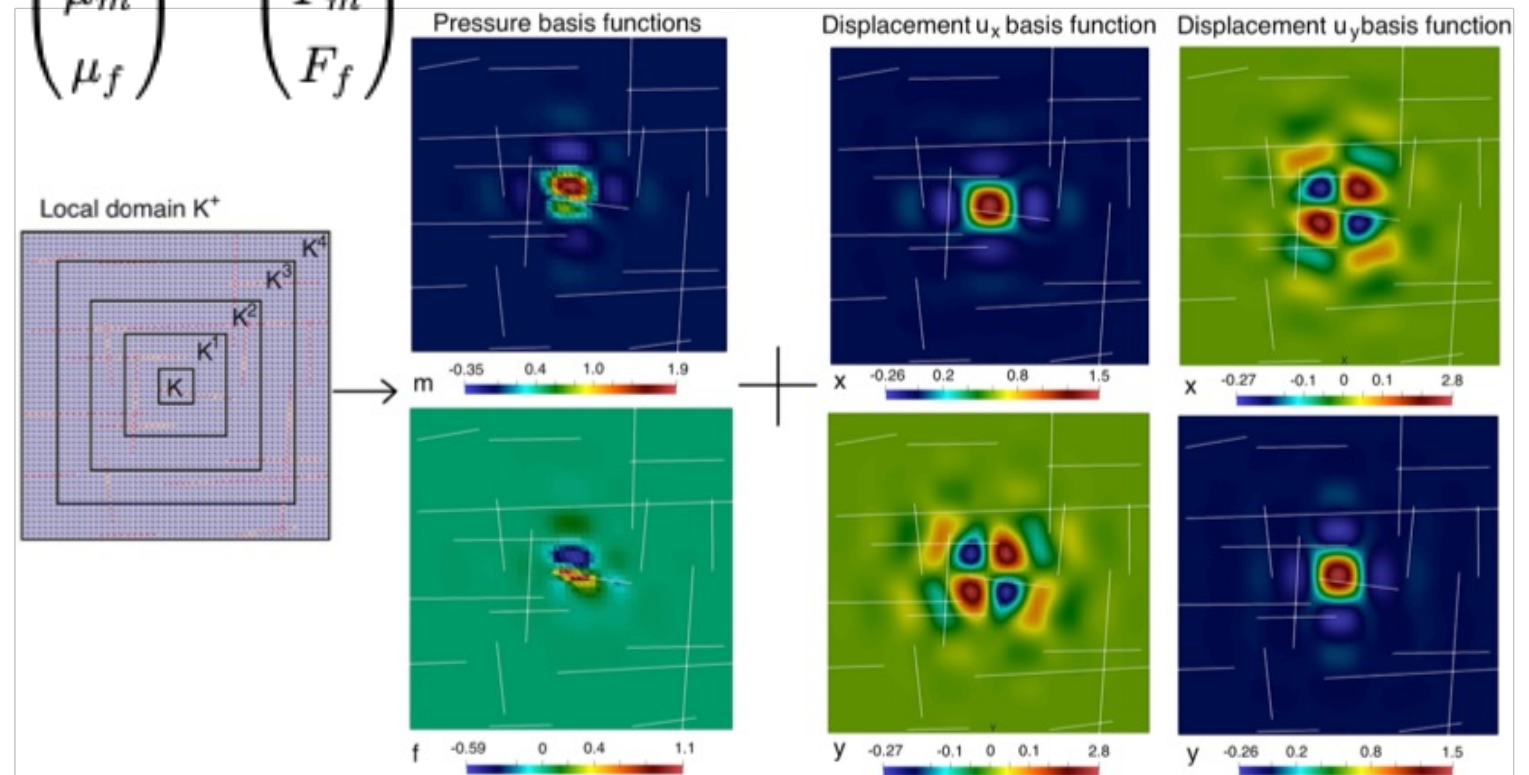 μ_m
μ_f
F_m
F_f
Pressure basis functions
Displacement u_x basis function
Displacement u_y basis function
Local domain K⁺
K⁴
K³
K²
K¹
K
m
-0.35 0.4 1.0 1.9
x
-0.26 0.2 0.8 1.5
x
x
-0.27 -0.1 0 0.1 2.8
f
-0.59 0 0.4 1.1
y
-0.27 -0.1 0 0.1 2.8
y
-0.26 0.2 0.8 1.5